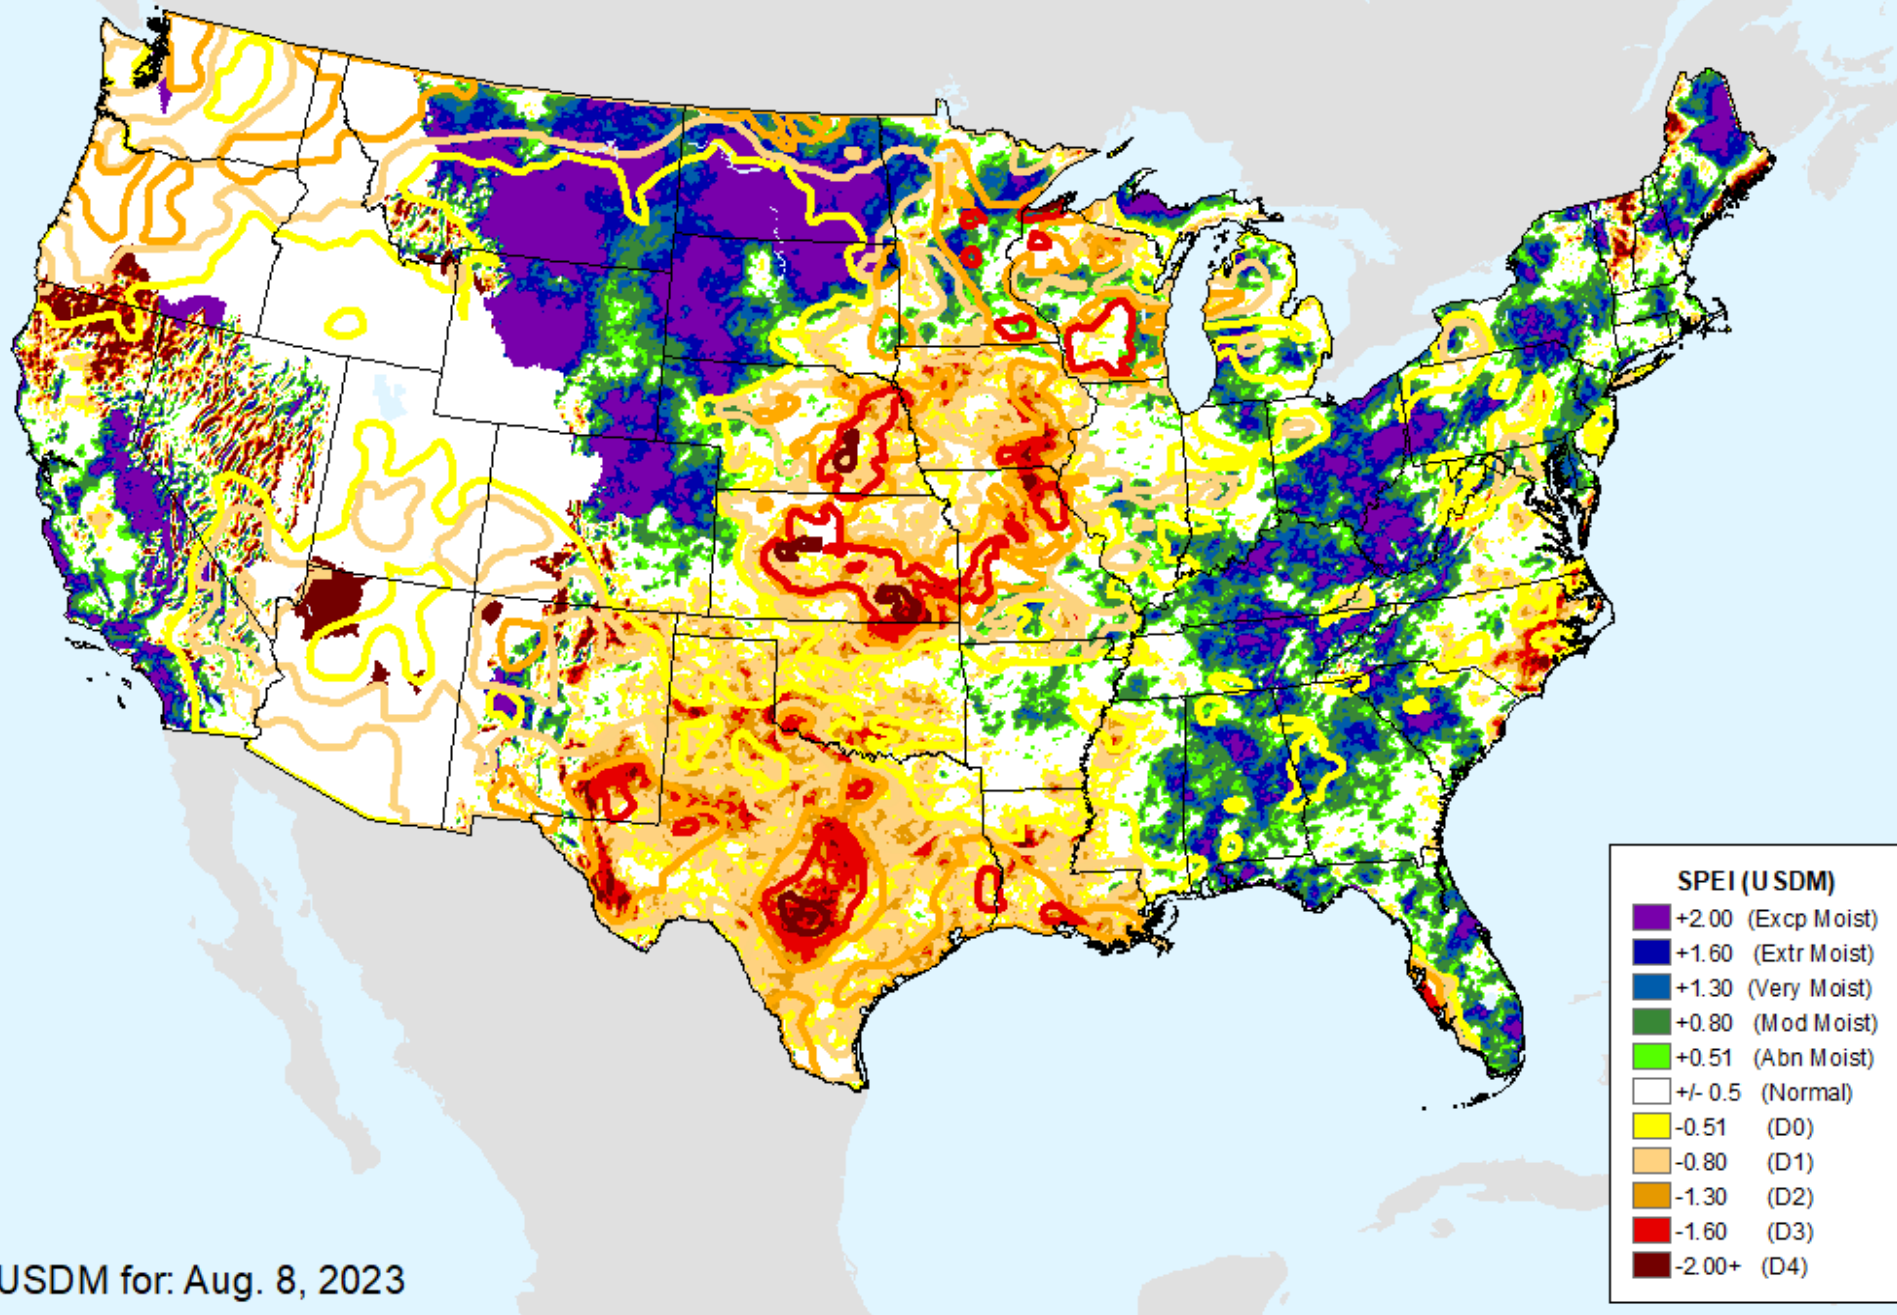 SPEI (USDM)
+2.00 (Excp Moist)
+1.60 (Extr Moist)
+1.30 (Very Moist)
+0.80 (Mod Moist)
+0.51 (Abn Moist)
+/- 0.5 (Normal)
-0.51 (D0)
-0.80 (D1)
-1.30 (D2)
-1.60 (D3)
-2.00+ (D4)
USDM for: Aug. 8, 2023